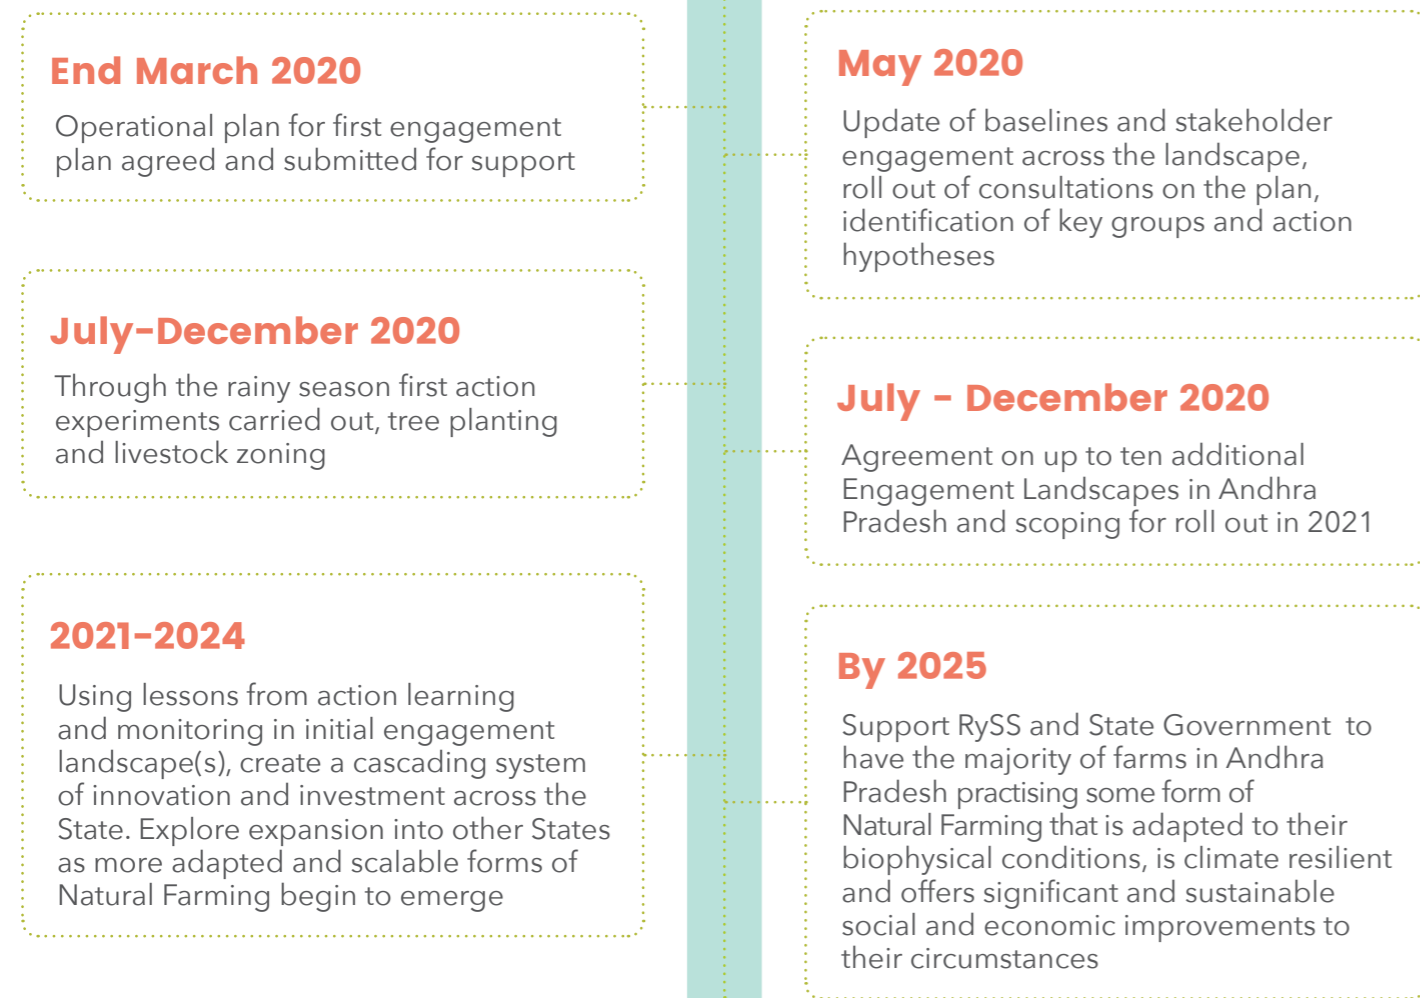 End March 2020
Operational plan for first engagement
plan agreed and submitted for support
May 2020
Update of baselines and stakeholder
engagement across the landscape,
roll out of consultations on the plan,
identification of key groups and action
hypotheses
July-December 2020
Through the rainy season first action
experiments carried out, tree planting
and livestock zoning
July - December 2020
Agreement on up to ten additional
Engagement Landscapes in Andhra
Pradesh and scoping for roll out in 2021
2021-2024
Using lessons from action learning
and monitoring in initial engagement
landscape(s), create a cascading system
of innovation and investment across the
State. Explore expansion into other States
as more adapted and scalable forms of
Natural Farming begin to emerge
By 2025
Support RySS and State Government to
have the majority of farms in Andhra
Pradesh practising some form of
Natural Farming that is adapted to their
biophysical conditions, is climate resilient
and offers significant and sustainable
social and economic improvements to
their circumstances